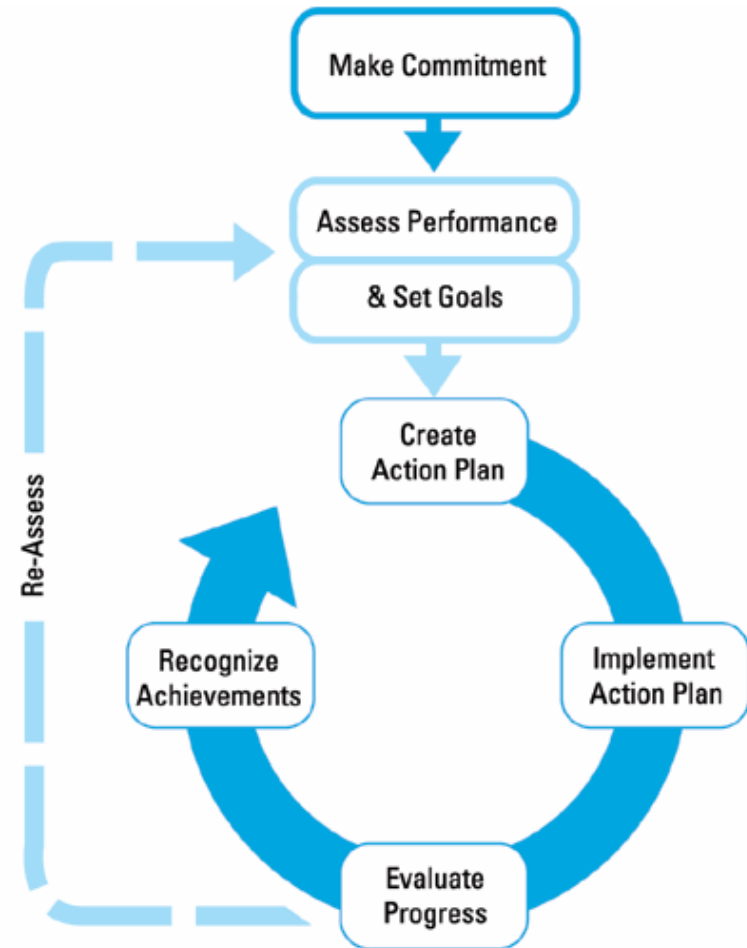 Make Commitment
Assess Performance
& Set Goals
Create
Action Plan
Implement
Action Plan
Evaluate
Progress
Recognize
Achievements
Re-Assess